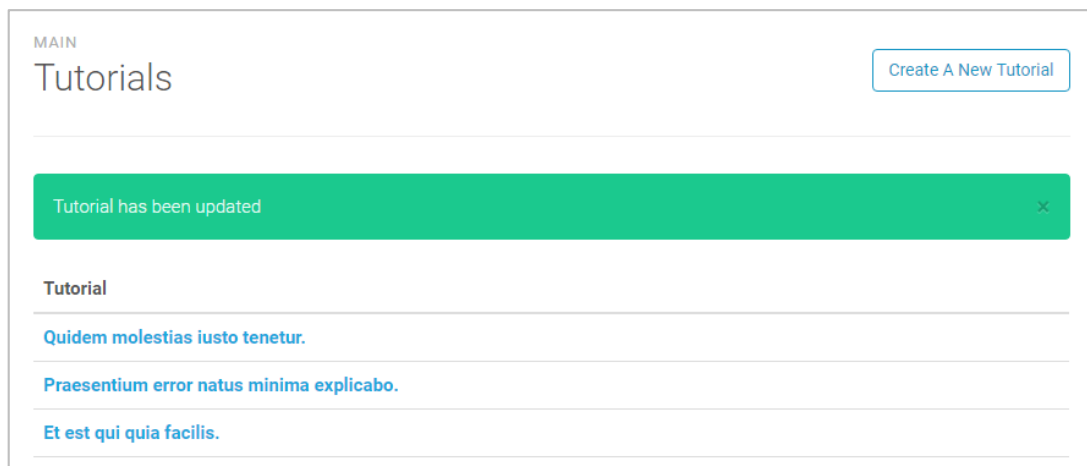 MAIN
Tutorials
Create A New Tutorial
Tutorial has been updated
×
Tutorial
Quidem molestias iusto tenetur.
Praesentium error natus minima explicabo.
Et est qui quia facilis.